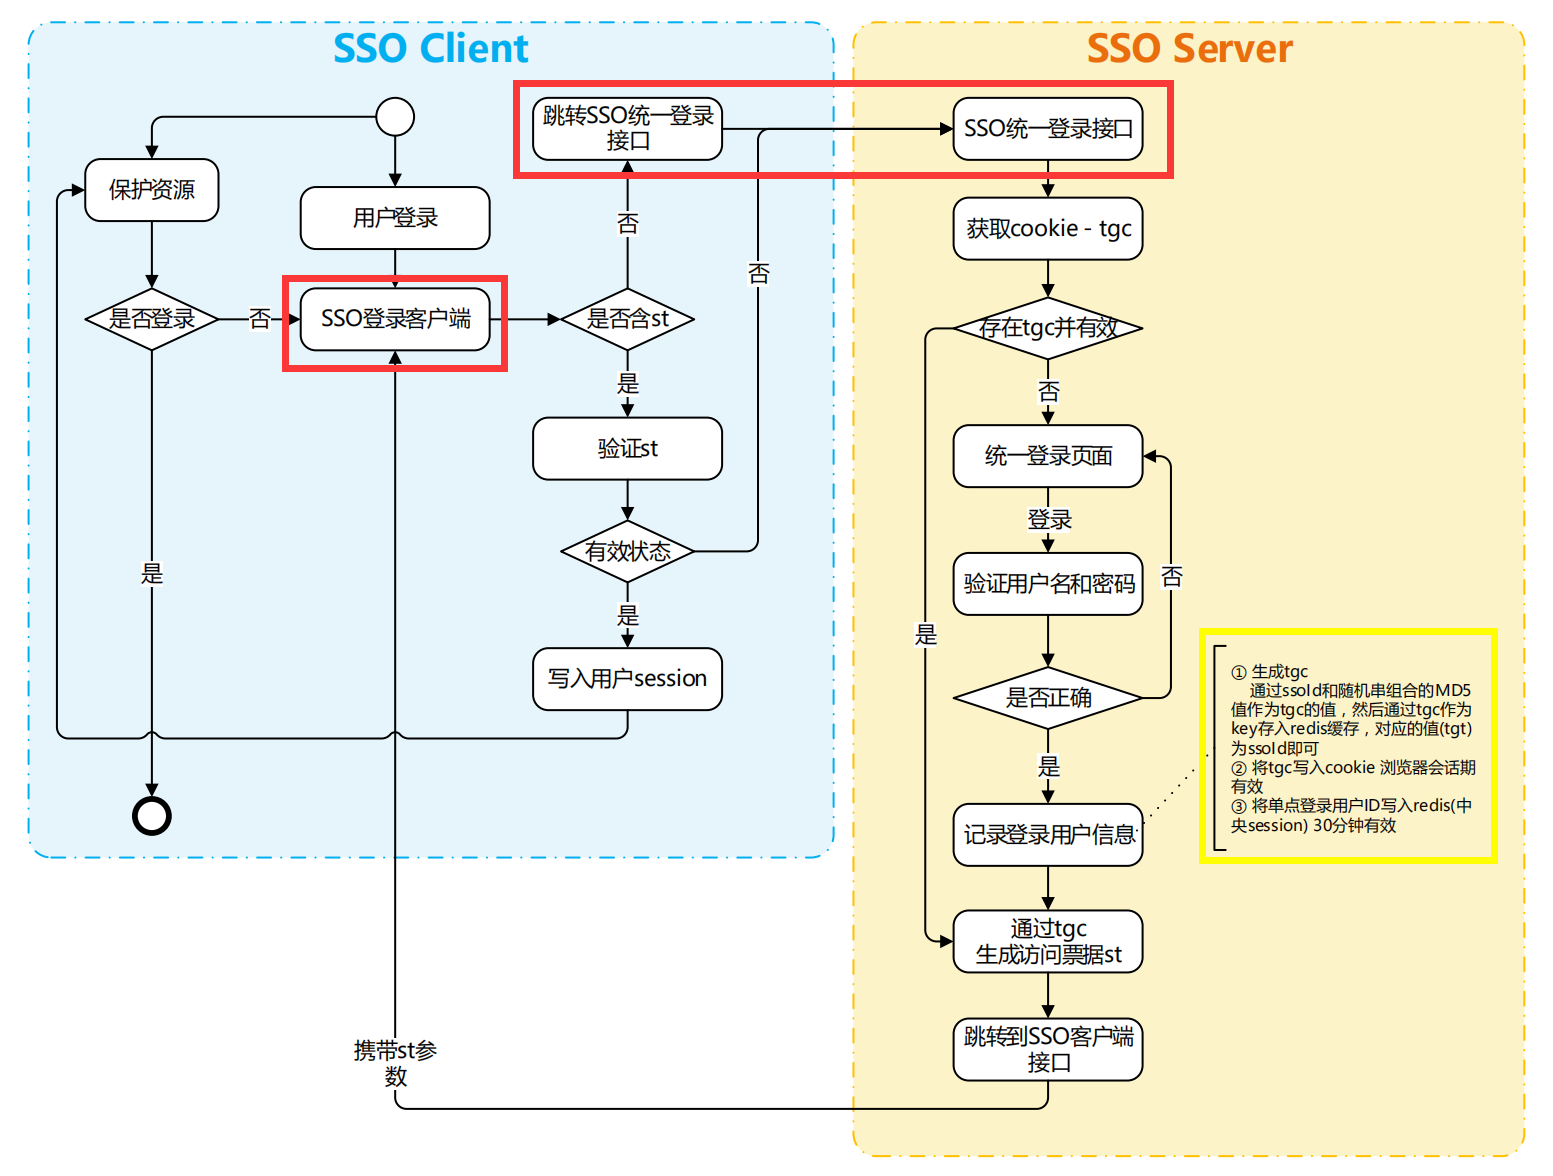 SSO Client
保护资源
是否登录
否
是
用户登录
SSO登录客户端
跳转SSO统一登录
接口
否
是否含st
是
验证st
有效状态
否
是
写入用户session
携带st参
数
SSO Server
SSO统一登录接口
获取cookie - tgc
存在tgc并有效
否
是
统一登录页面
登录
验证用户名和密码
否
是否正确
是
记录登录用户信息
通过tgc
生成访问票据st
跳转到SSO客户端
接口
① 生成tgc
通过ssoId和随机串组合的MD5
值作为tgc的值，然后通过tgc作为
key存入redis缓存，对应的值(tgt)
为ssoId即可
② 将tgc写入cookie 浏览器会话期
有效
③ 将单点登录用户ID写入redis(中
央session) 30分钟有效